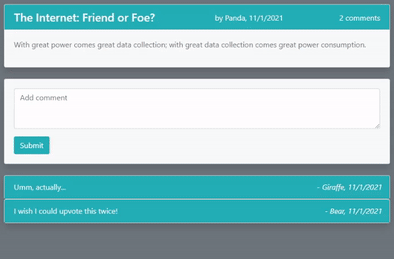 The Internet: Friend or Foe? by Panda, 11/1/2021 2 comments
With great power comes great data collection; with great data collection comes great power consumption.
Add comment
Submit
Umm, actually... - Giraffe, 11/1/2021
I wish I could upvote this twice! - Bear, 11/1/2021